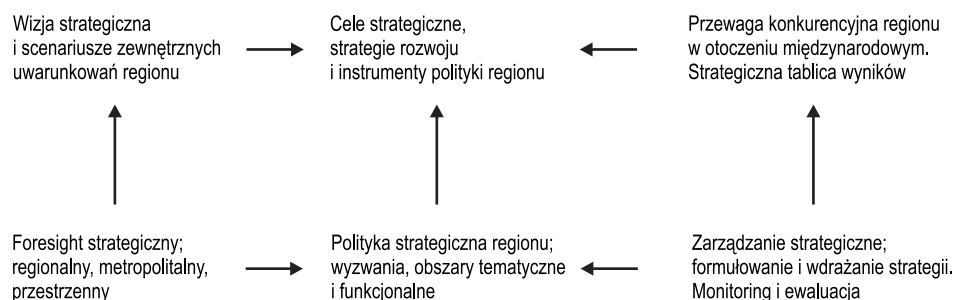 Wizja strategiczna
i scenariusze zewnętrznych
uwarunkowań regionu
Cele strategiczne,
strategie rozwoju
i instrumenty polityki regionu
Przewaga konkurencyjna regionu
w otoczeniu międzynarodowym.
Strategiczna tablica wyników
Foresight strategiczny;
regionalny, metropolitalny,
przestrzenny
Polityka strategiczna regionu;
wyzwania, obszary tematyczne
i funkcjonalne
Zarządzanie strategiczne;
formułowanie i wdrażanie strategii.
Monitoring i ewaluacja